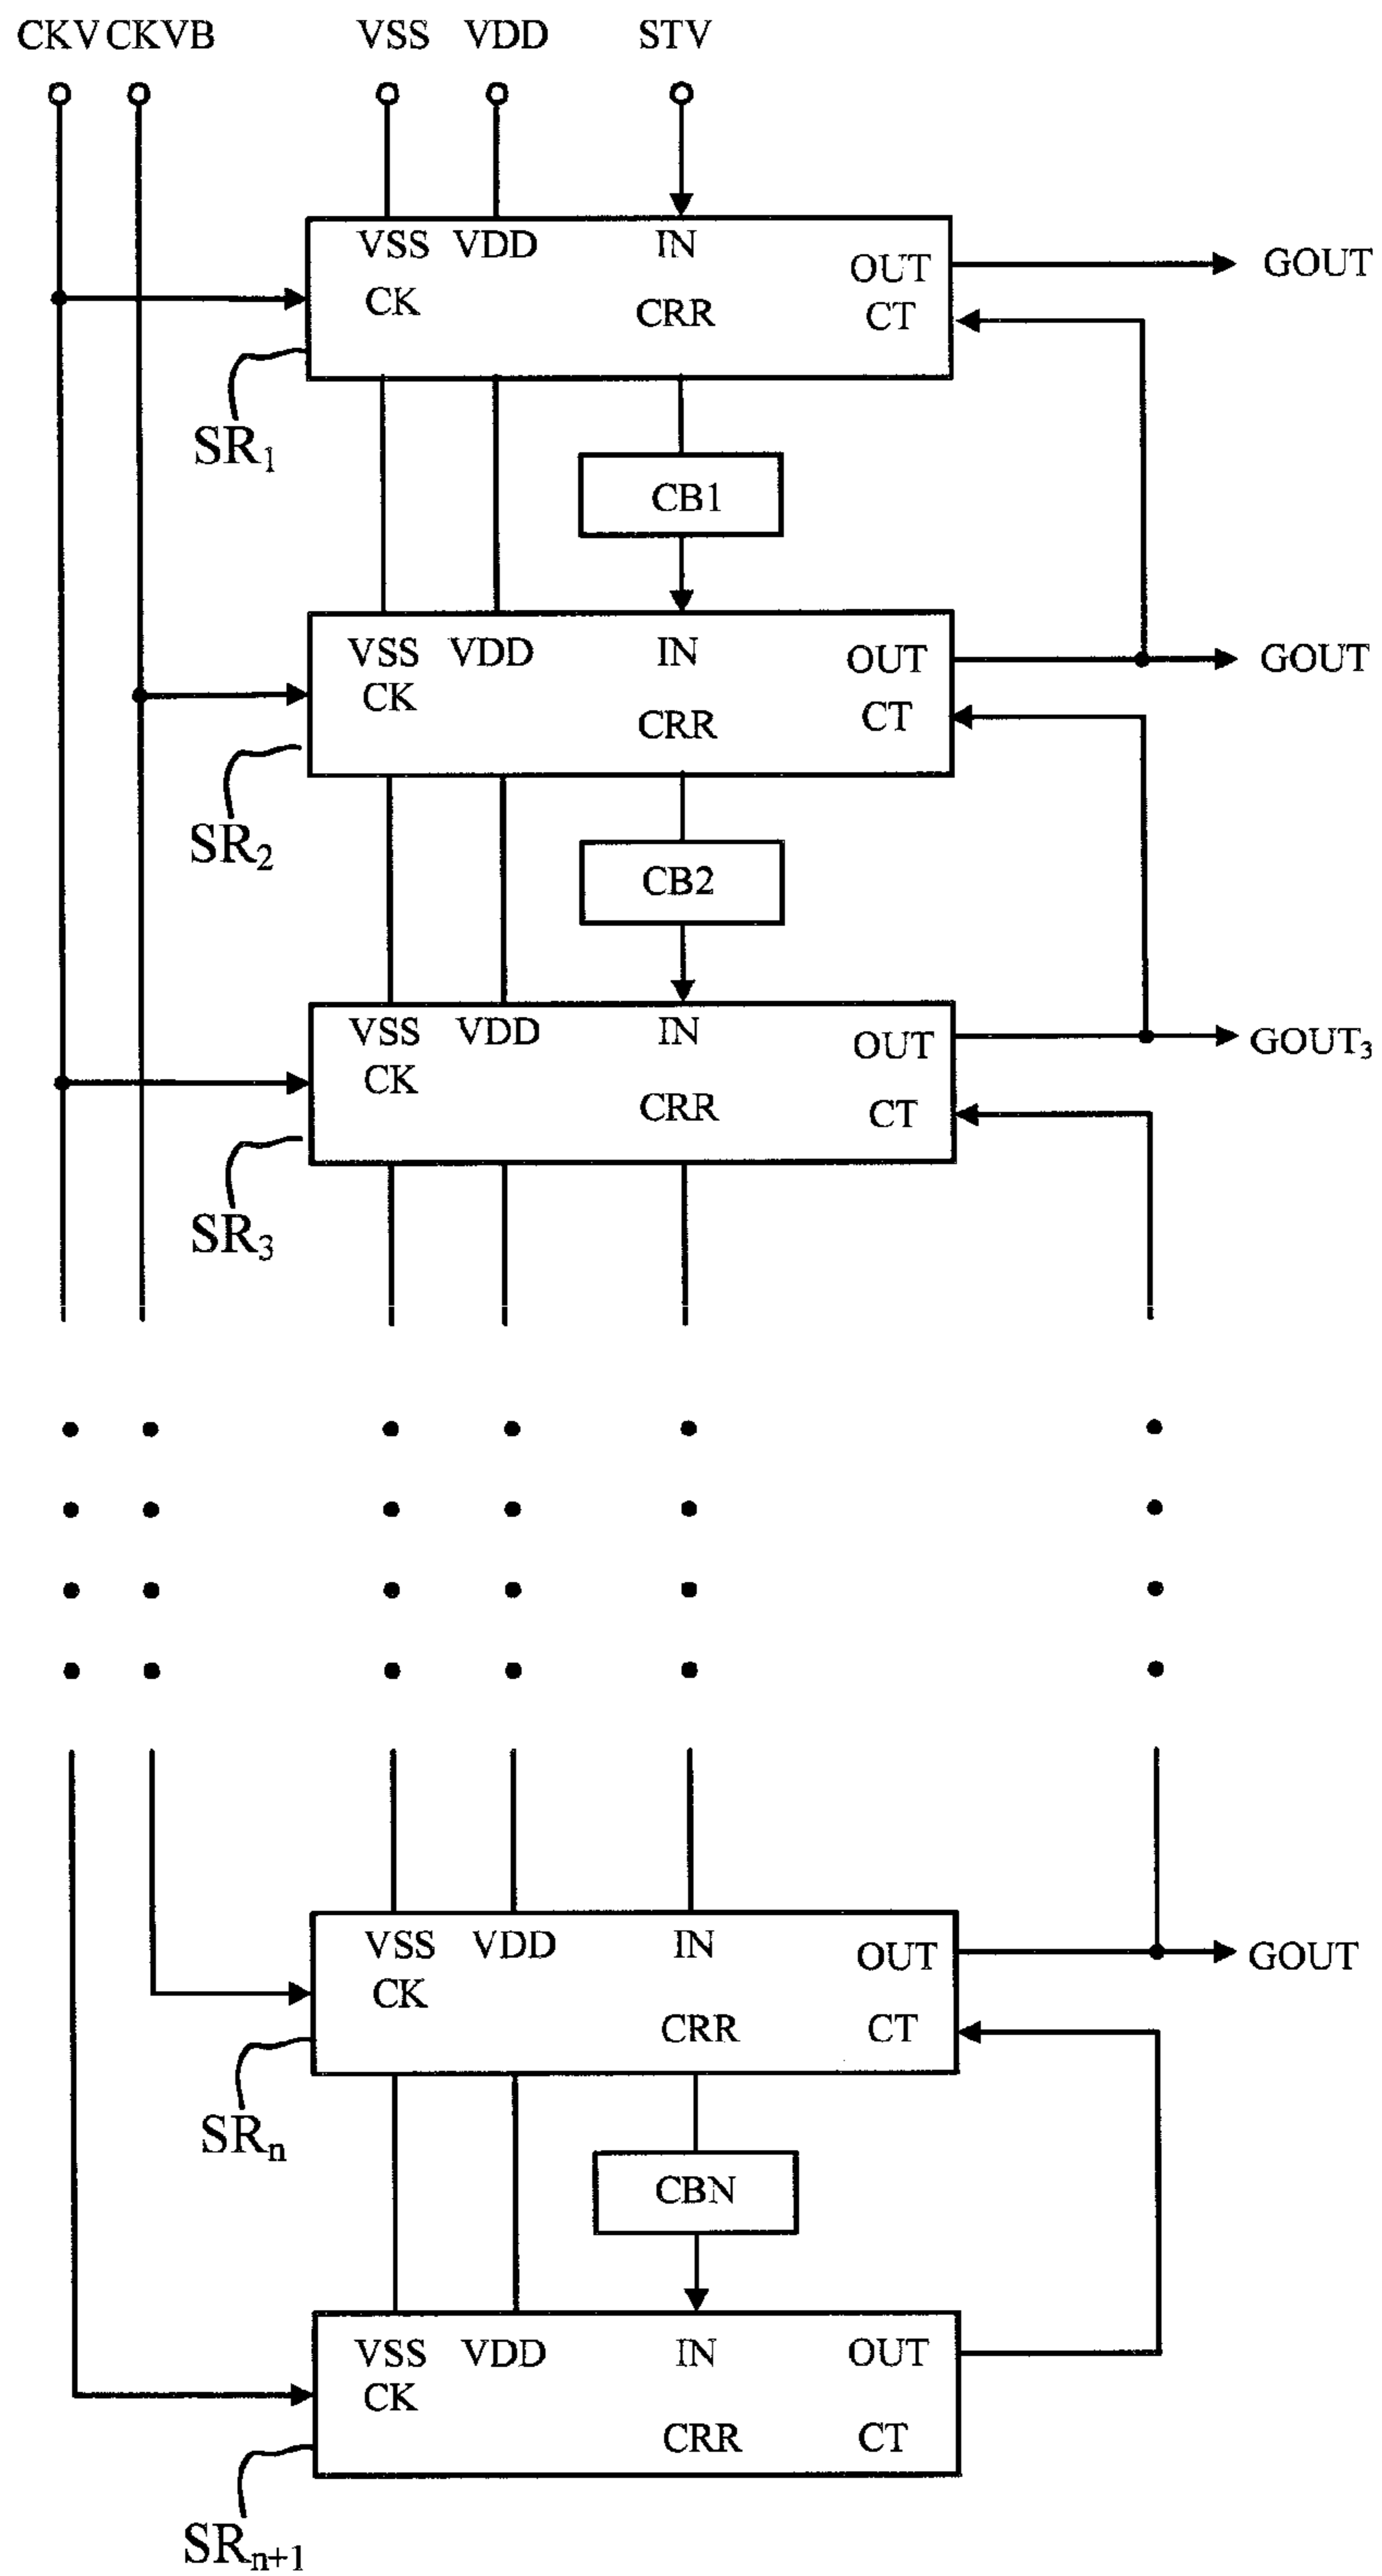 CKV CKVB VSS VDD STV
VSS VDD IN
OUT
GOUT
CK
CRR
CT
SR₁
CB1
VSS VDD IN
OUT
GOUT
CK
CRR
CT
SR₂
CB2
VSS VDD IN
OUT
GOUT₃
CK
CRR
CT
SR₃
VSS VDD IN
OUT
GOUT
CK
CRR
CT
SRₙ
CBN
VSS VDD IN OUT
CK
CRR
CT
SRₙ₊₁